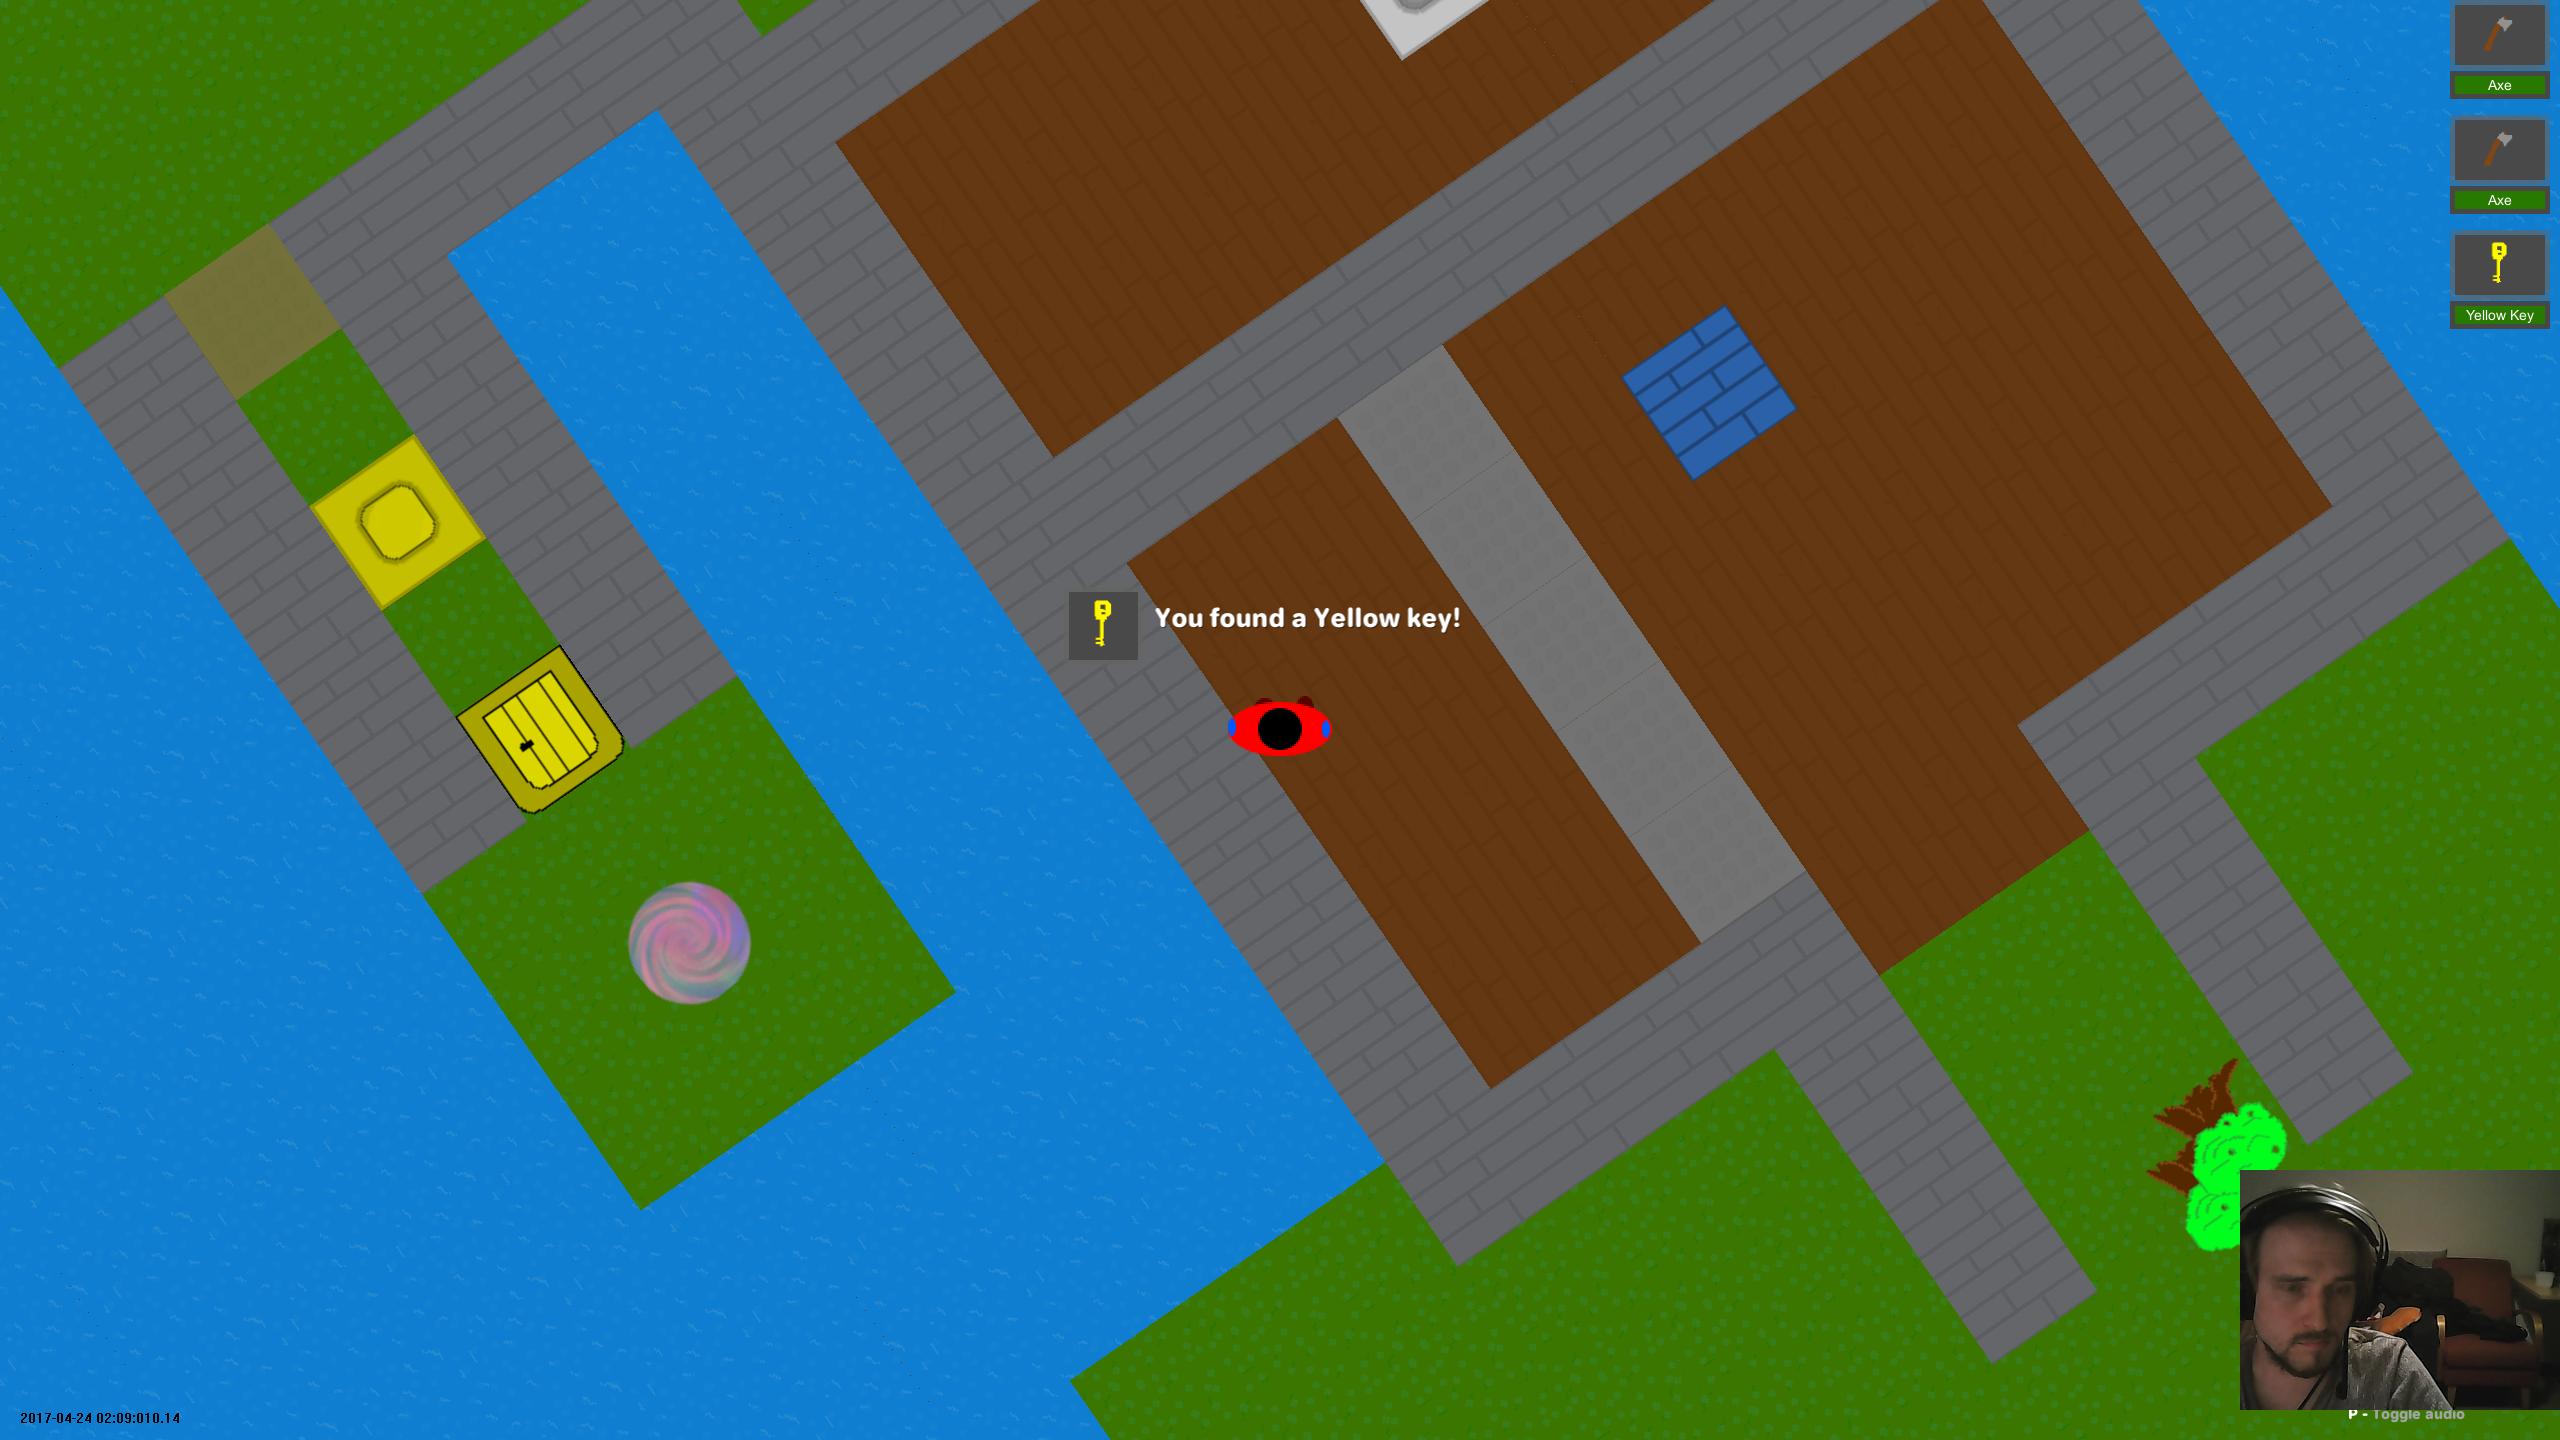 Axe
Axe
Yellow Key
You found a Yellow key!
2017-04-24 02:09:010.14
P - Toggle audio